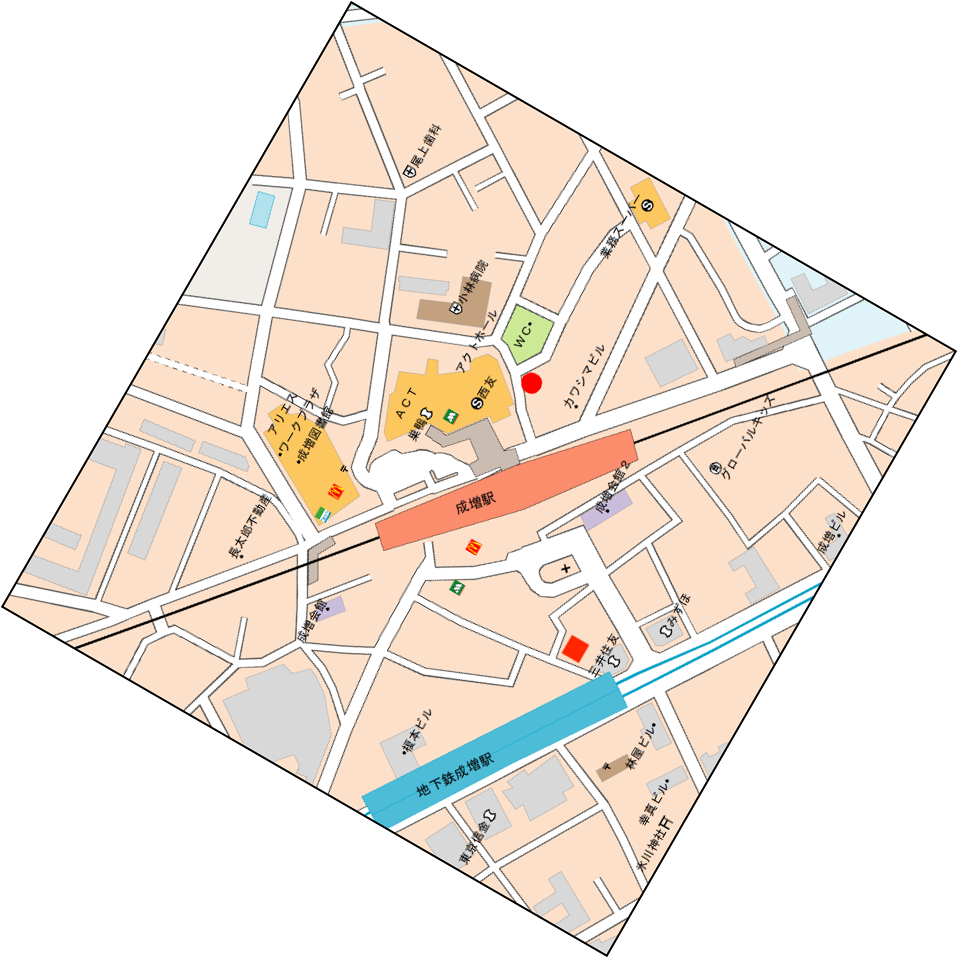 尾上歯科
業務スーパー
小林病院
アクトホール
WC
カワシマビル
ACT
西友
巣鴨
アリエス
ワークプラザ
成増図書館
成増駅
成増会館2
グローバルキッズ
長太郎不動産
成増ビル
成増会館
みずほ
三井住友
榎本ビル
地下鉄成増駅
林屋ビル
幸真ビル
東京信金
氷川神社